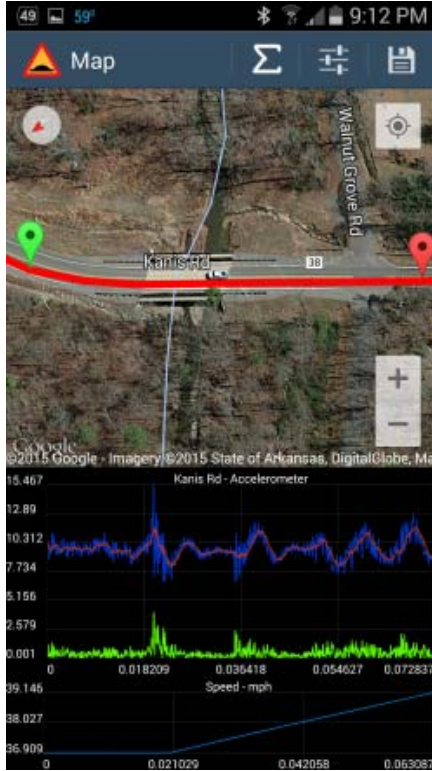 49 59° 9:12 PM
Map
Walnut Grove Rd
Kanis Rd
38
Google
©2015 Google - Imagery ©2015 State of Arkansas, DigitalGlobe, Ma
Kanis Rd - Accelerometer
15.467
12.89
10.312
7.734
5.156
2.579
0.001
0 0.018209 0.036418 0.054627 0.072837
Speed - mph
39.146
38.027
36.909
0 0.021029 0.042058 0.063087